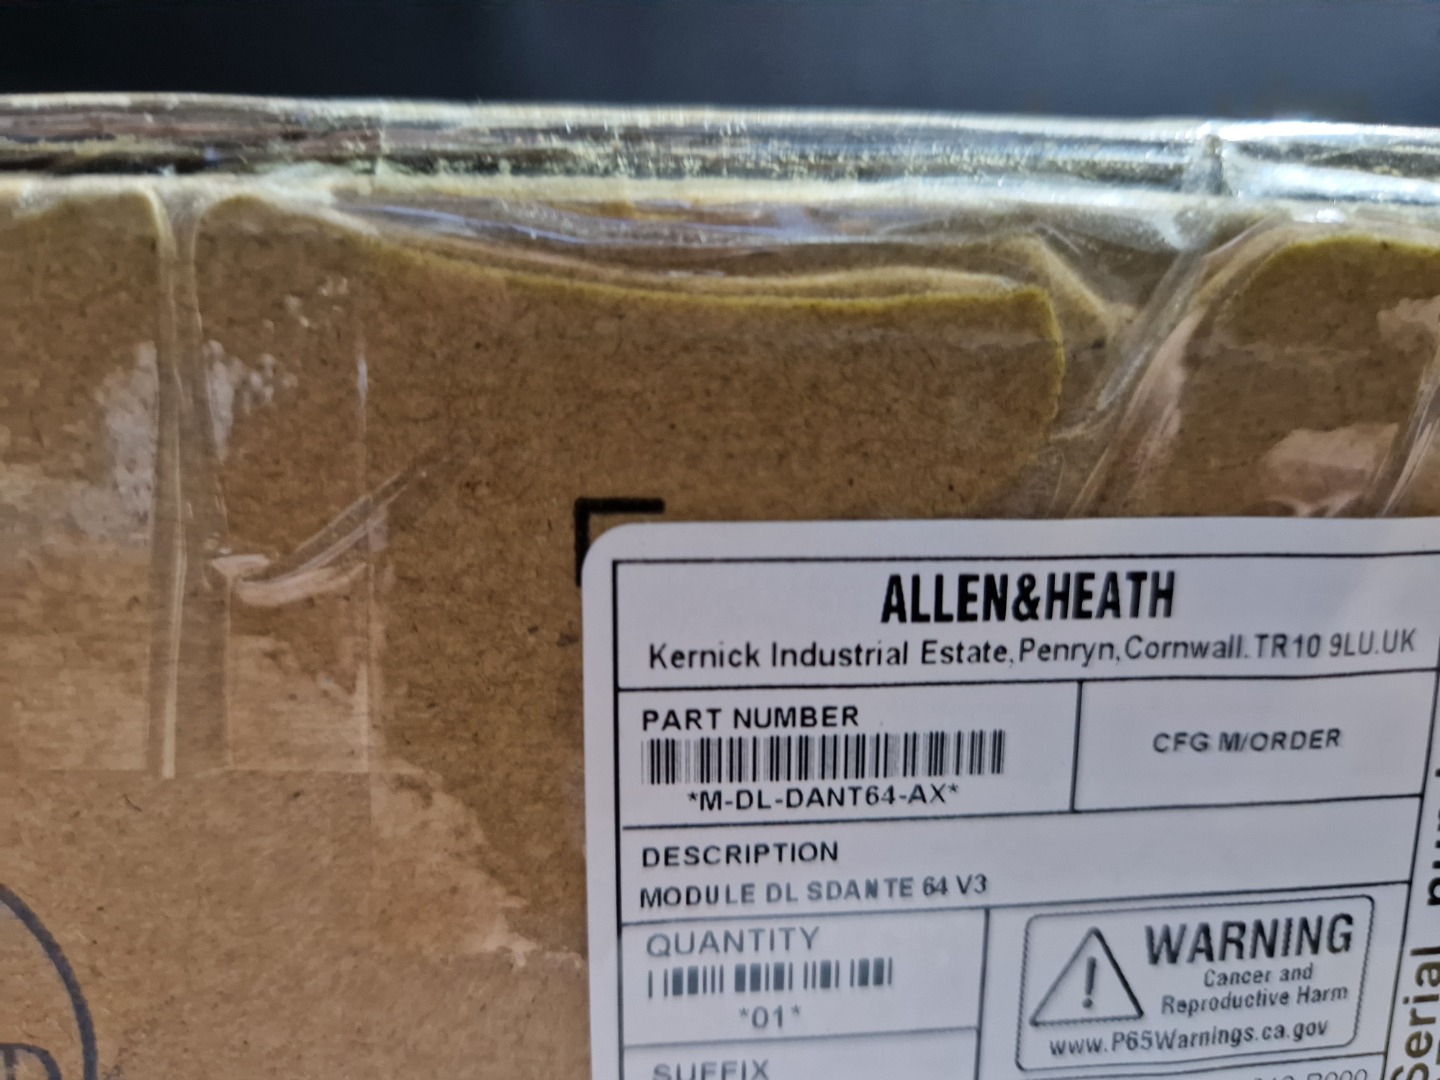 ALLEN&HEATH
Kernick Industrial Estate,Penryn,Cornwall.TR10 9LU.UK
PART NUMBER
*M-DL-DANT64-AX*
CFG M/ORDER
DESCRIPTION
MODULE DL SDANTE 64 V3
QUANTITY
*01*
WARNING
Cancer and
Reproductive Harm
www.P65Warnings.ca.gov
SUFFIX
Serial